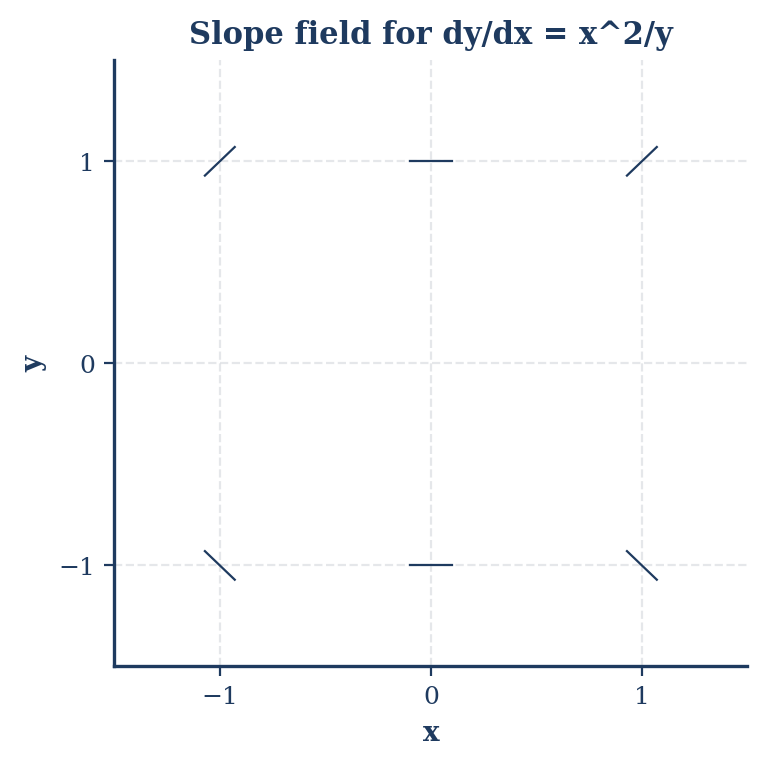 Slope field for dy/dx = x^2/y
1
y
0
−1
−1
0
1
x